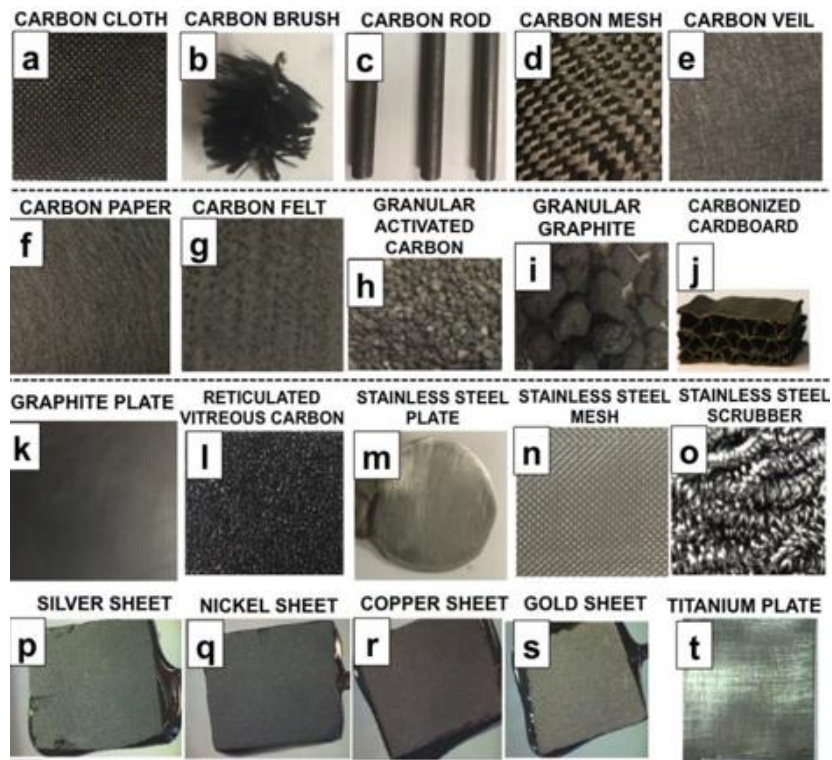 CARBON CLOTH
CARBON BRUSH
CARBON ROD
CARBON MESH
CARBON VEIL
a
b
c
d
e
CARBON PAPER
CARBON FELT
GRANULAR
ACTIVATED
CARBON
GRANULAR
GRAPHITE
CARBONIZED
CARDBOARD
f
g
h
i
j
GRAPHITE PLATE
RETICULATED
VITREOUS CARBON
STAINLESS STEEL
PLATE
STAINLESS STEEL
MESH
STAINLESS STEEL
SCRUBBER
k
l
m
n
o
SILVER SHEET
NICKEL SHEET
COPPER SHEET
GOLD SHEET
TITANIUM PLATE
p
q
r
s
t